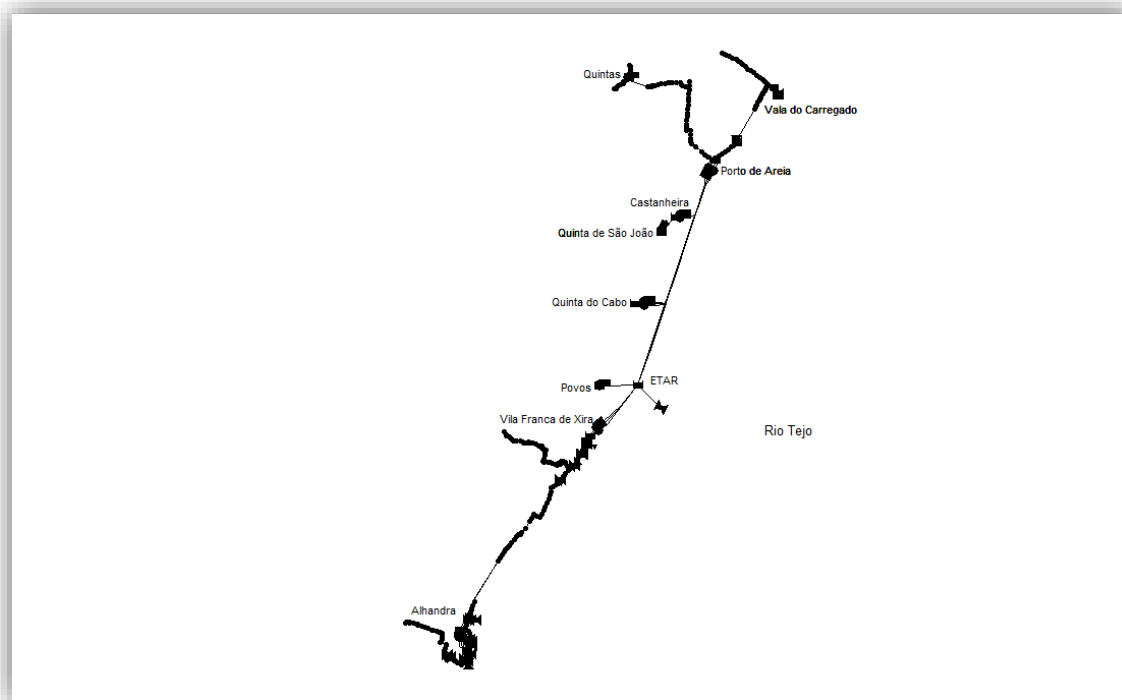 Quintas
Vala do Carregado
Porto de Areia
Castanheira
Quinta de São João
Quinta do Cabo
ETAR
Povos
Vila Franca de Xira
Rio Tejo
Alhandra